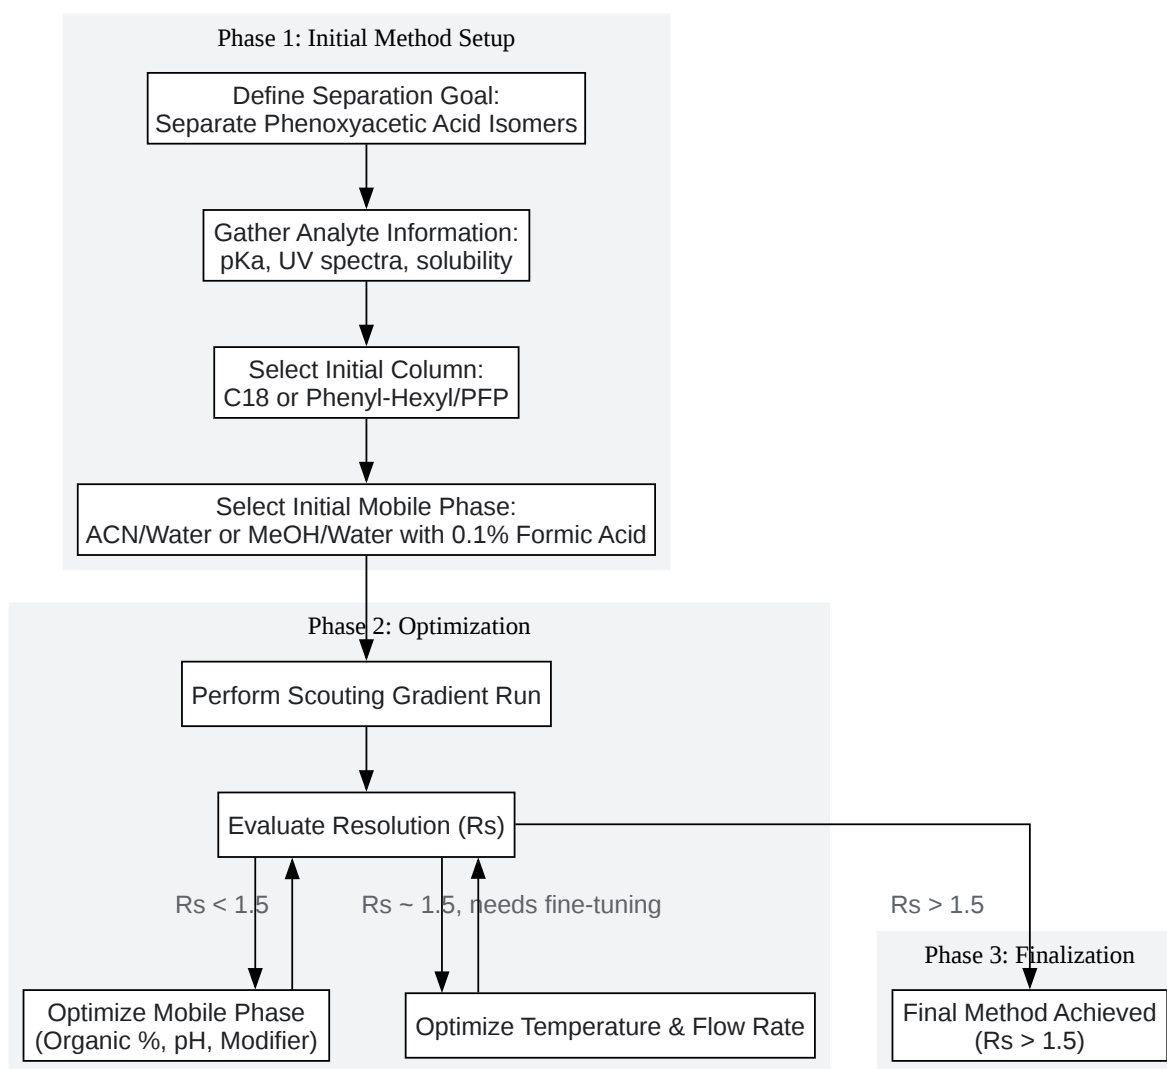 Phase 1: Initial Method Setup
Define Separation Goal:
Separate Phenoxyacetic Acid Isomers
Gather Analyte Information:
pKa, UV spectra, solubility
Select Initial Column:
C18 or Phenyl-Hexyl/PFP
Select Initial Mobile Phase:
ACN/Water or MeOH/Water with 0.1% Formic Acid
Phase 2: Optimization
Perform Scouting Gradient Run
Evaluate Resolution (Rs)
Rs < 1.5
Rs ~ 1.5, needs fine-tuning
Rs > 1.5
Optimize Mobile Phase
(Organic %, pH, Modifier)
Optimize Temperature & Flow Rate
Phase 3: Finalization
Final Method Achieved
(Rs > 1.5)